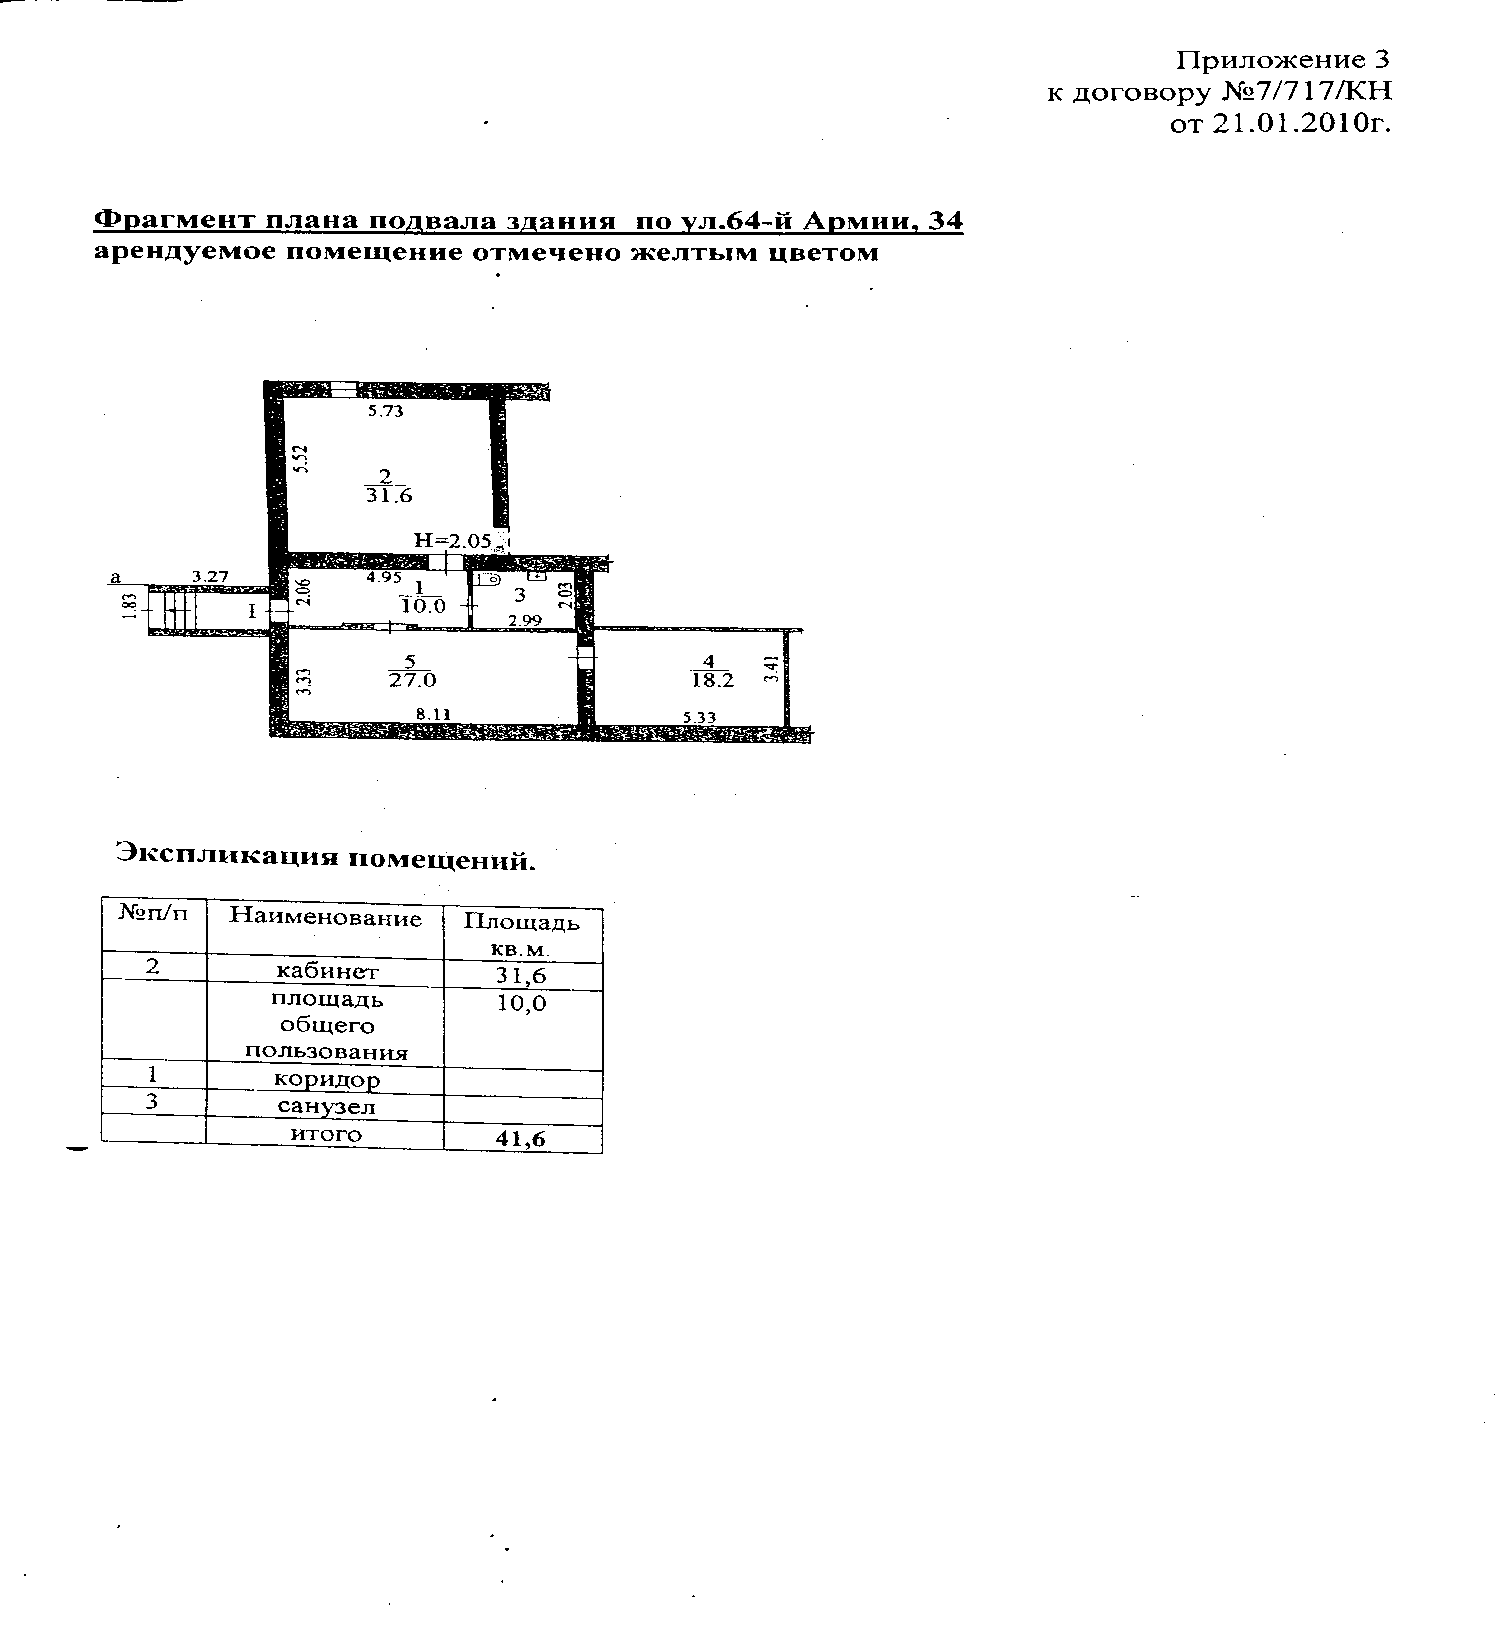 Приложение 3
к договору №7/717/КН
от 21.01.2010г.
Фрагмент плана подвала здания по ул.64-й Армии, 34
арендуемое помещение отмечено желтым цветом
5.73
5.52
2
31.6
Н=2.05
а
3.27
1.83
I
2.06
4.95
1
10.0
3
2.03
2.99
5
27.0
3.33
8.11
4
18.2
3.41
5.33
Экспликация помещений.
№п/п Наименование Площадь
кв.м.
2 кабинет 31,6
площадь 10,0
общего
пользования
1 коридор
3 санузел
итого 41,6